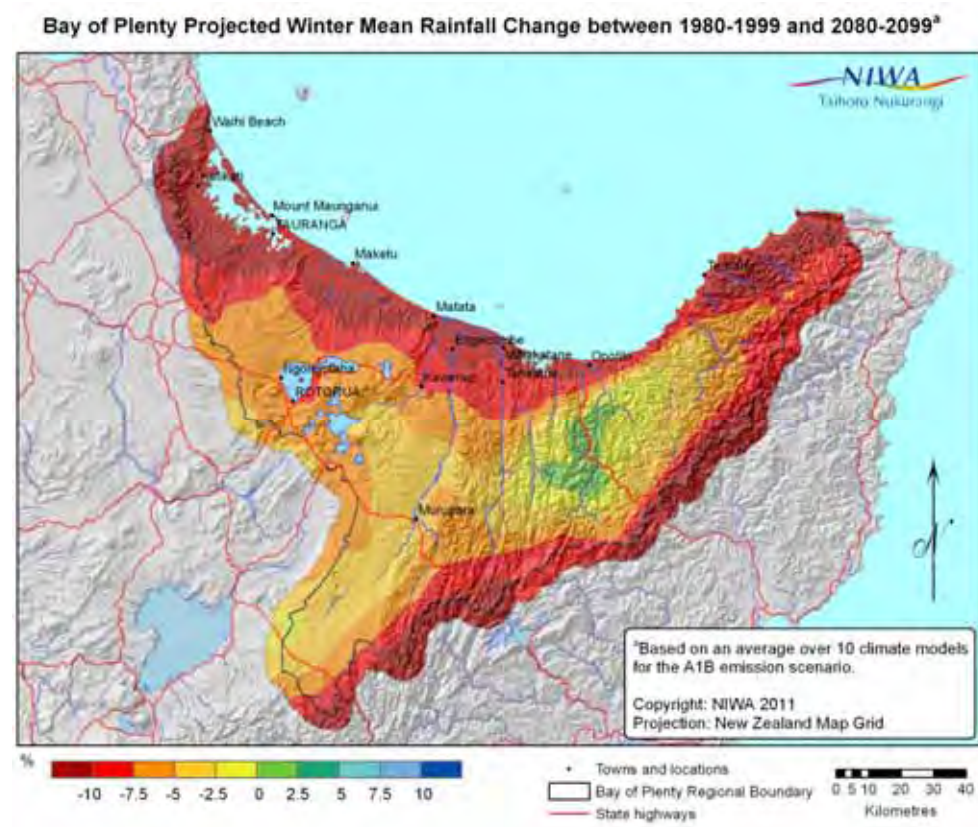 Bay of Plenty Projected Winter Mean Rainfall Change between 1980-1999 and 2080-2099ª
NIWA
Taihoro Nukurangi
Waihi Beach
Mount Maunganui
TAURANGA
Maketu
Matata
Edgecumbe
Whakatane
Opotiki
Taneatua
Kawerau
Ngongotaha
ROTORUA
Murupara
ªBased on an average over 10 climate models
for the A1B emission scenario.
Copyright: NIWA 2011
Projection: New Zealand Map Grid
%
-10 -7.5 -5 -2.5 0 2.5 5 7.5 10
Towns and locations
Bay of Plenty Regional Boundary
State highways
0 5 10 20 30 40
Kilometres